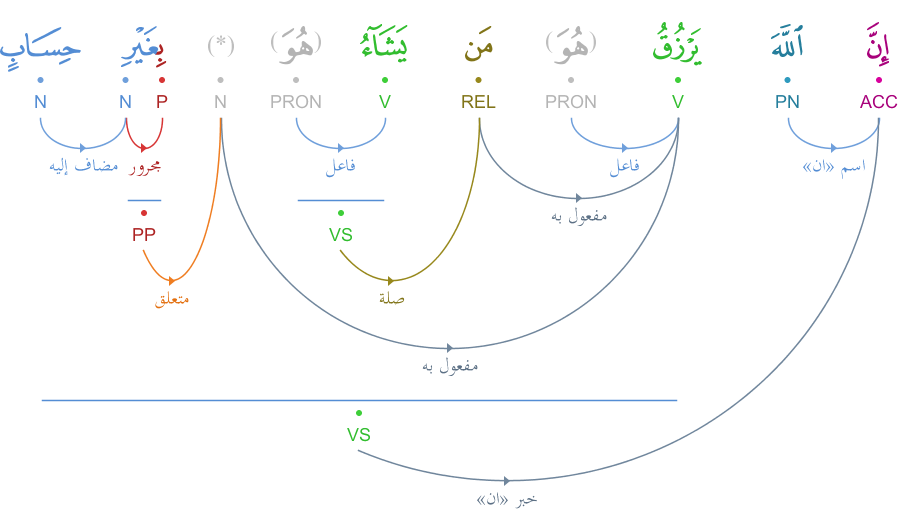 إِنَّ ٱللَّهَ يَرْزُقُ (هُوَ) مَن يَشَآءُ (هُوَ) (*) بِغَيْرِ حِسَابٍ
ACC PN V PRON REL V PRON N P N N
اسم «ان» فاعل فاعل مجرور مضاف إليه
مفعول به
VS PP
صلة متعلق
مفعول به
VS
خبر «ان»